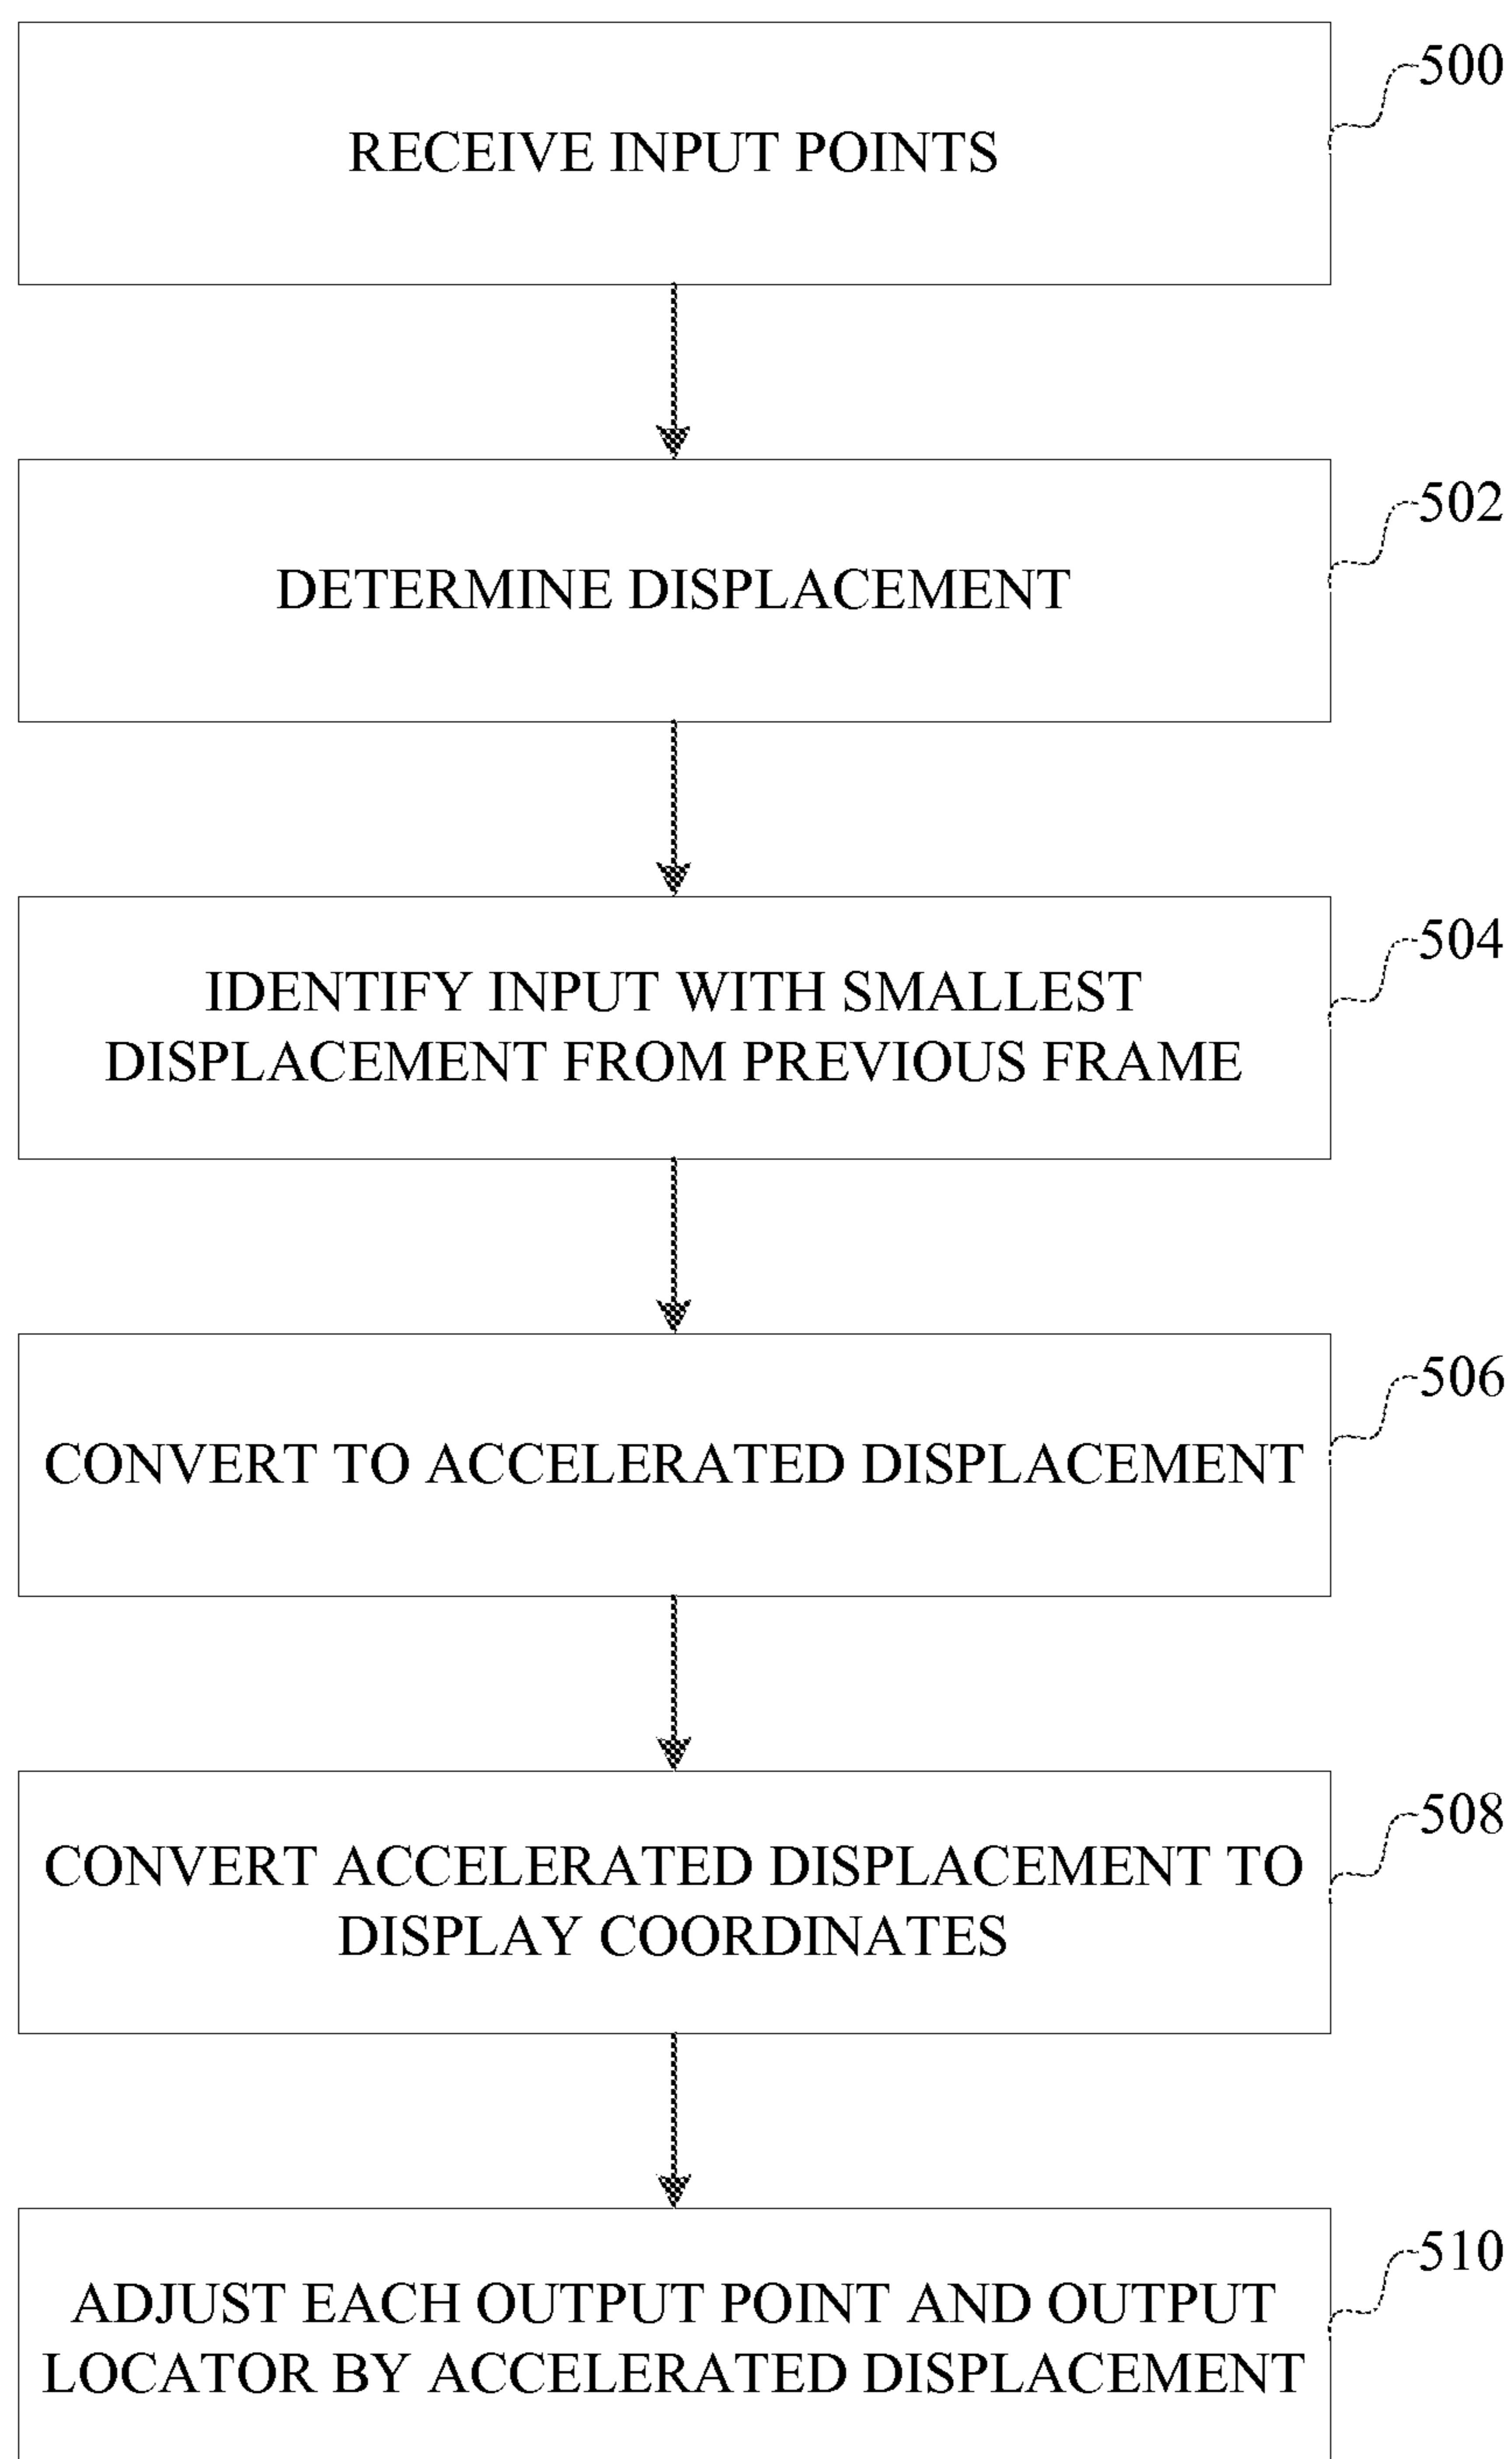 500
RECEIVE INPUT POINTS
502
DETERMINE DISPLACEMENT
504
IDENTIFY INPUT WITH SMALLEST
DISPLACEMENT FROM PREVIOUS FRAME
506
CONVERT TO ACCELERATED DISPLACEMENT
508
CONVERT ACCELERATED DISPLACEMENT TO
DISPLAY COORDINATES
510
ADJUST EACH OUTPUT POINT AND OUTPUT
LOCATOR BY ACCELERATED DISPLACEMENT